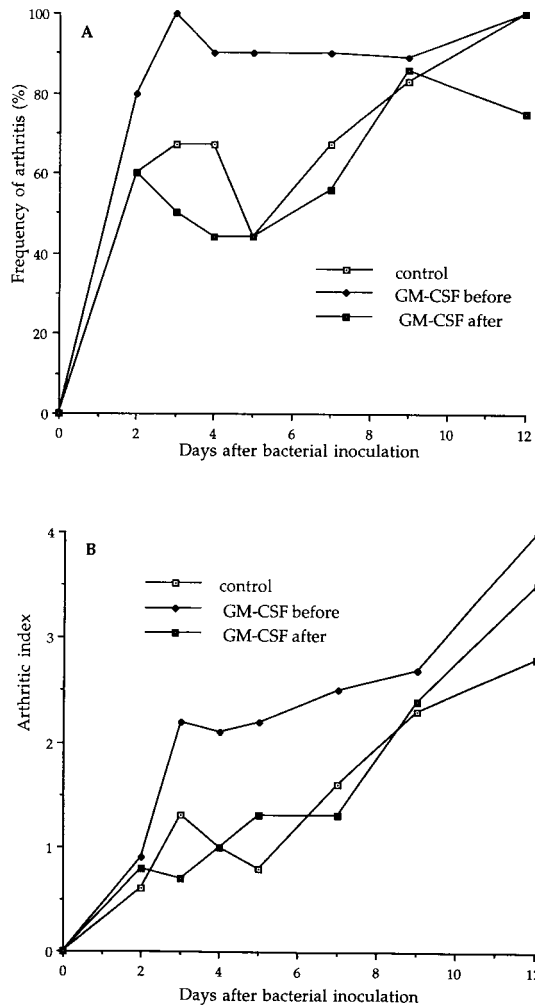 A
Frequency of arthritis (%)
100
80
60
40
20
0
control
GM-CSF before
GM-CSF after
0 2 4 6 8 10 12
Days after bacterial inoculation
B
Arthritic index
4
3
2
1
0
control
GM-CSF before
GM-CSF after
0 2 4 6 8 10 12
Days after bacterial inoculation